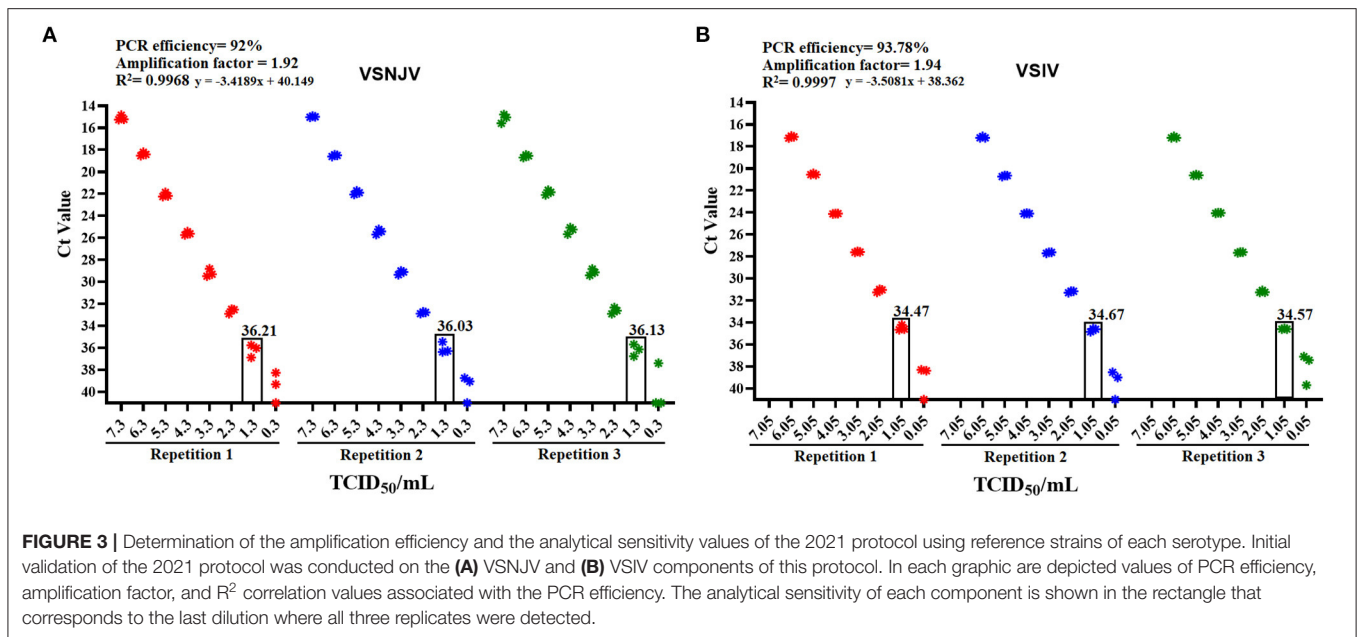 A
PCR efficiency= 92%
Amplification factor = 1.92
R²= 0.9968 y = -3.4189x + 40.149
VSNJV
Ct Value
14
16
18
20
22
24
26
28
30
32
34
36
38
40
36.21
36.03
36.13
7.3 6.3 5.3 4.3 3.3 2.3 1.3 0.3 7.3 6.3 5.3 4.3 3.3 2.3 1.3 0.3 7.3 6.3 5.3 4.3 3.3 2.3 1.3 0.3
Repetition 1 Repetition 2 Repetition 3
TCID₅₀/mL
B
PCR efficiency= 93.78%
Amplification factor= 1.94
R²= 0.9997 y = -3.5081x + 38.362
VSIV
Ct Value
14
16
18
20
22
24
26
28
30
32
34
36
38
40
34.47
34.67
34.57
7.05 6.05 5.05 4.05 3.05 2.05 1.05 0.05 7.05 6.05 5.05 4.05 3.05 2.05 1.05 0.05 7.05 6.05 5.05 4.05 3.05 2.05 1.05 0.05
Repetition 1 Repetition 2 Repetition 3
TCID₅₀/mL
FIGURE 3 | Determination of the amplification efficiency and the analytical sensitivity values of the 2021 protocol using reference strains of each serotype. Initial
validation of the 2021 protocol was conducted on the (A) VSNJV and (B) VSIV components of this protocol. In each graphic are depicted values of PCR efficiency,
amplification factor, and R² correlation values associated with the PCR efficiency. The analytical sensitivity of each component is shown in the rectangle that
corresponds to the last dilution where all three replicates were detected.